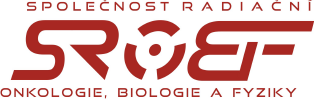 SPOLEČNOST RADIAČNÍ
SROBF
ONKOLOGIE, BIOLOGIE A FYZIKY